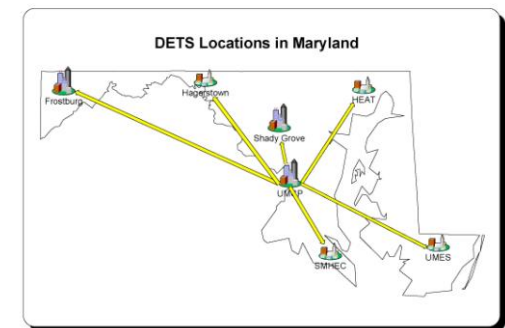 DETS Locations in Maryland
Frostburg
Hagerstown
HEAT
Shady Grove
SMHEC
UMES